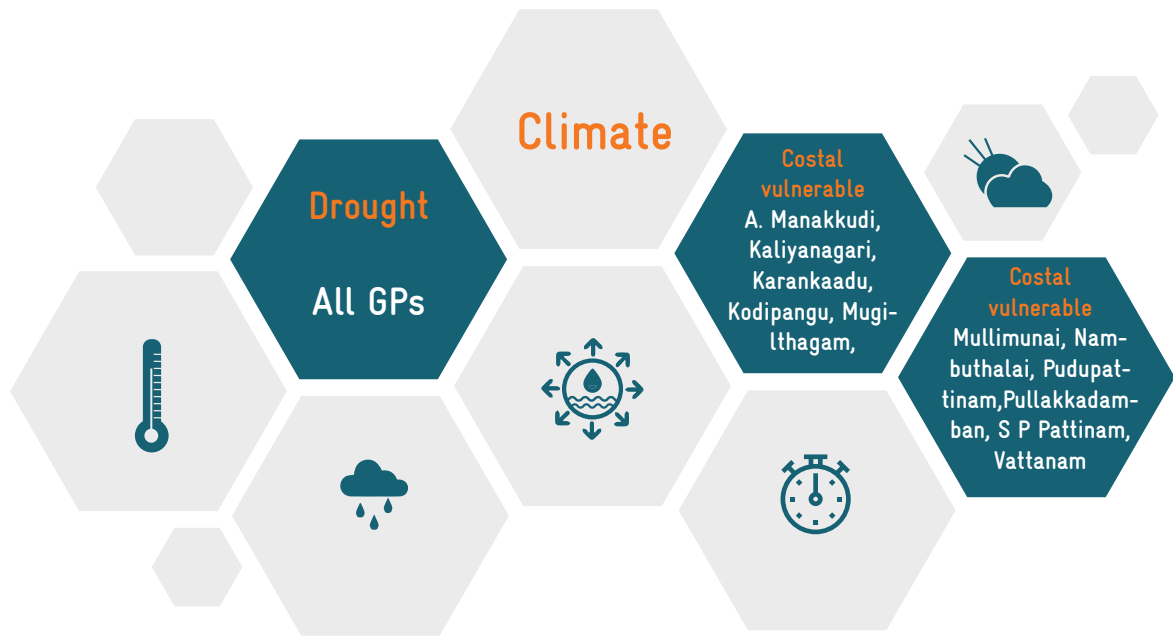 Climate
Drought
All GPs
Costal
vulnerable
A. Manakkudi,
Kaliyanagari,
Karankaadu,
Kodipangu, Mugi-
lthagam,
Costal
vulnerable
Mullimunai, Nam-
buthalai, Pudupat-
tinam,Pullakkadam-
ban, S P Pattinam,
Vattanam